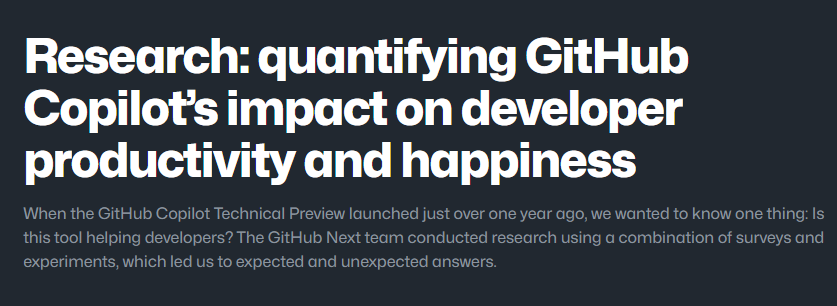 Research: quantifying GitHub
Copilot’s impact on developer
productivity and happiness
When the GitHub Copilot Technical Preview launched just over one year ago, we wanted to know one thing: Is
this tool helping developers? The GitHub Next team conducted research using a combination of surveys and
experiments, which led us to expected and unexpected answers.